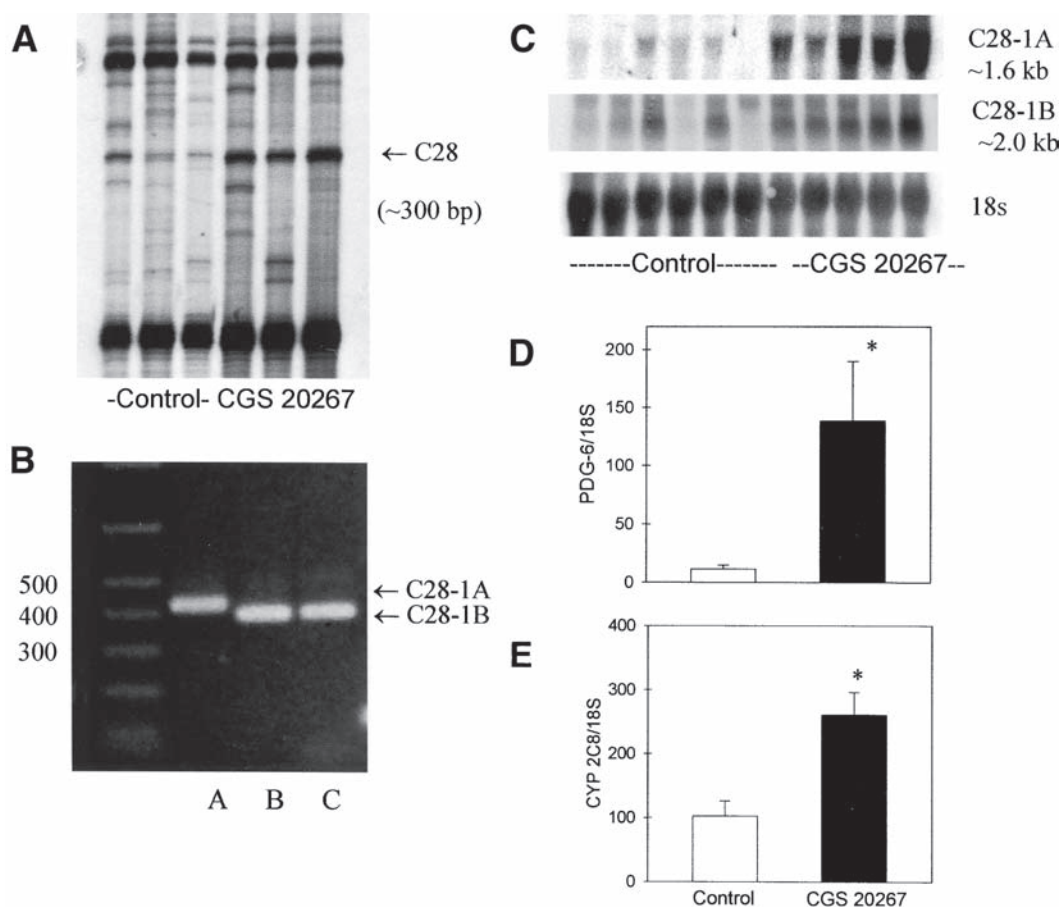 A
← C28
(~300 bp)
-Control- CGS 20267
B
500
400
300
← C28-1A
← C28-1B
A B C
C
C28-1A
~1.6 kb
C28-1B
~2.0 kb
18s
-------Control------- --CGS 20267--
D
PDG-6/18S
200
150
100
50
0
*
E
CYP 2C8/18S
400
300
200
100
0
*
Control CGS 20267